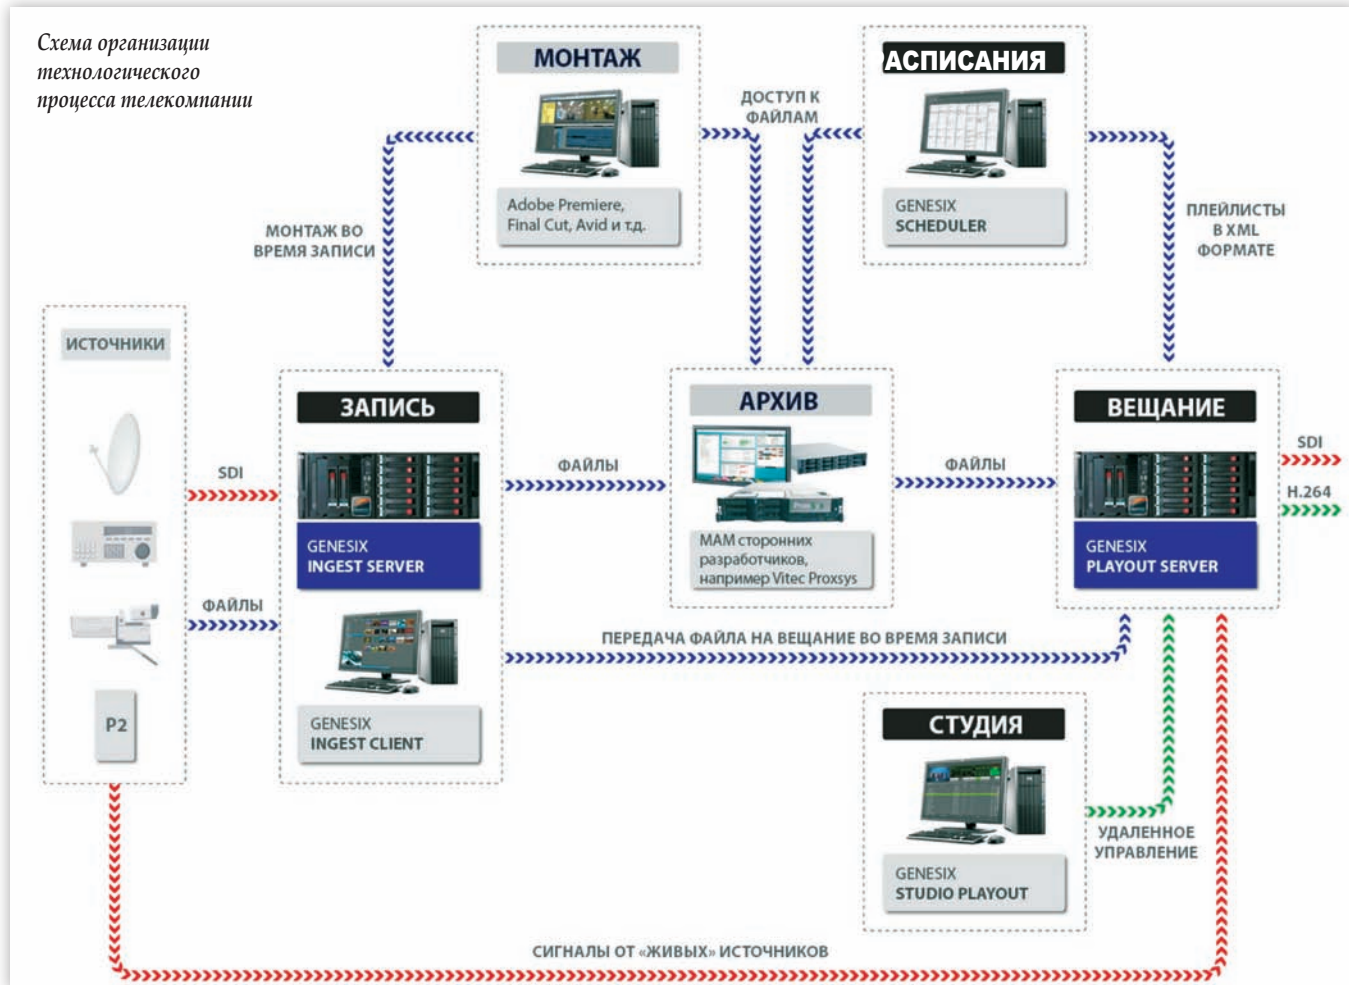 Схема организации
технологического
процесса телекомпании
МОНТАЖ
Adobe Premiere,
Final Cut, Avid и т.д.
ДОСТУП К
ФАЙЛАМ
АСПИСАНИЯ
GENESIX
SCHEDULER
МОНТАЖ ВО
ВРЕМЯ ЗАПИСИ
ПЛЕЙЛИСТЫ
В XML
ФОРМАТЕ
ИСТОЧНИКИ
P2
SDI
ФАЙЛЫ
ЗАПИСЬ
GENESIX
INGEST SERVER
GENESIX
INGEST CLIENT
ФАЙЛЫ
АРХИВ
МАМ сторонних
разработчиков,
например Vitec Proxsys
ФАЙЛЫ
ВЕЩАНИЕ
GENESIX
PLAYOUT SERVER
SDI
H.264
ПЕРЕДАЧА ФАЙЛА НА ВЕЩАНИЕ ВО ВРЕМЯ ЗАПИСИ
СТУДИЯ
GENESIX
STUDIO PLAYOUT
УДАЛЕННОЕ
УПРАВЛЕНИЕ
СИГНАЛЫ ОТ «ЖИВЫХ» ИСТОЧНИКОВ